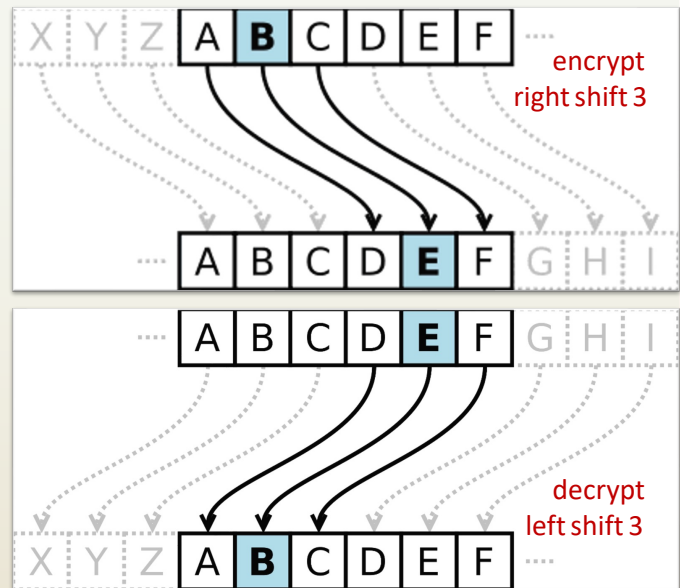 X Y Z A B C D E F ....
encrypt
right shift 3
.... A B C D E F G H I
.... A B C D E F G H I
decrypt
left shift 3
X Y Z A B C D E F ....